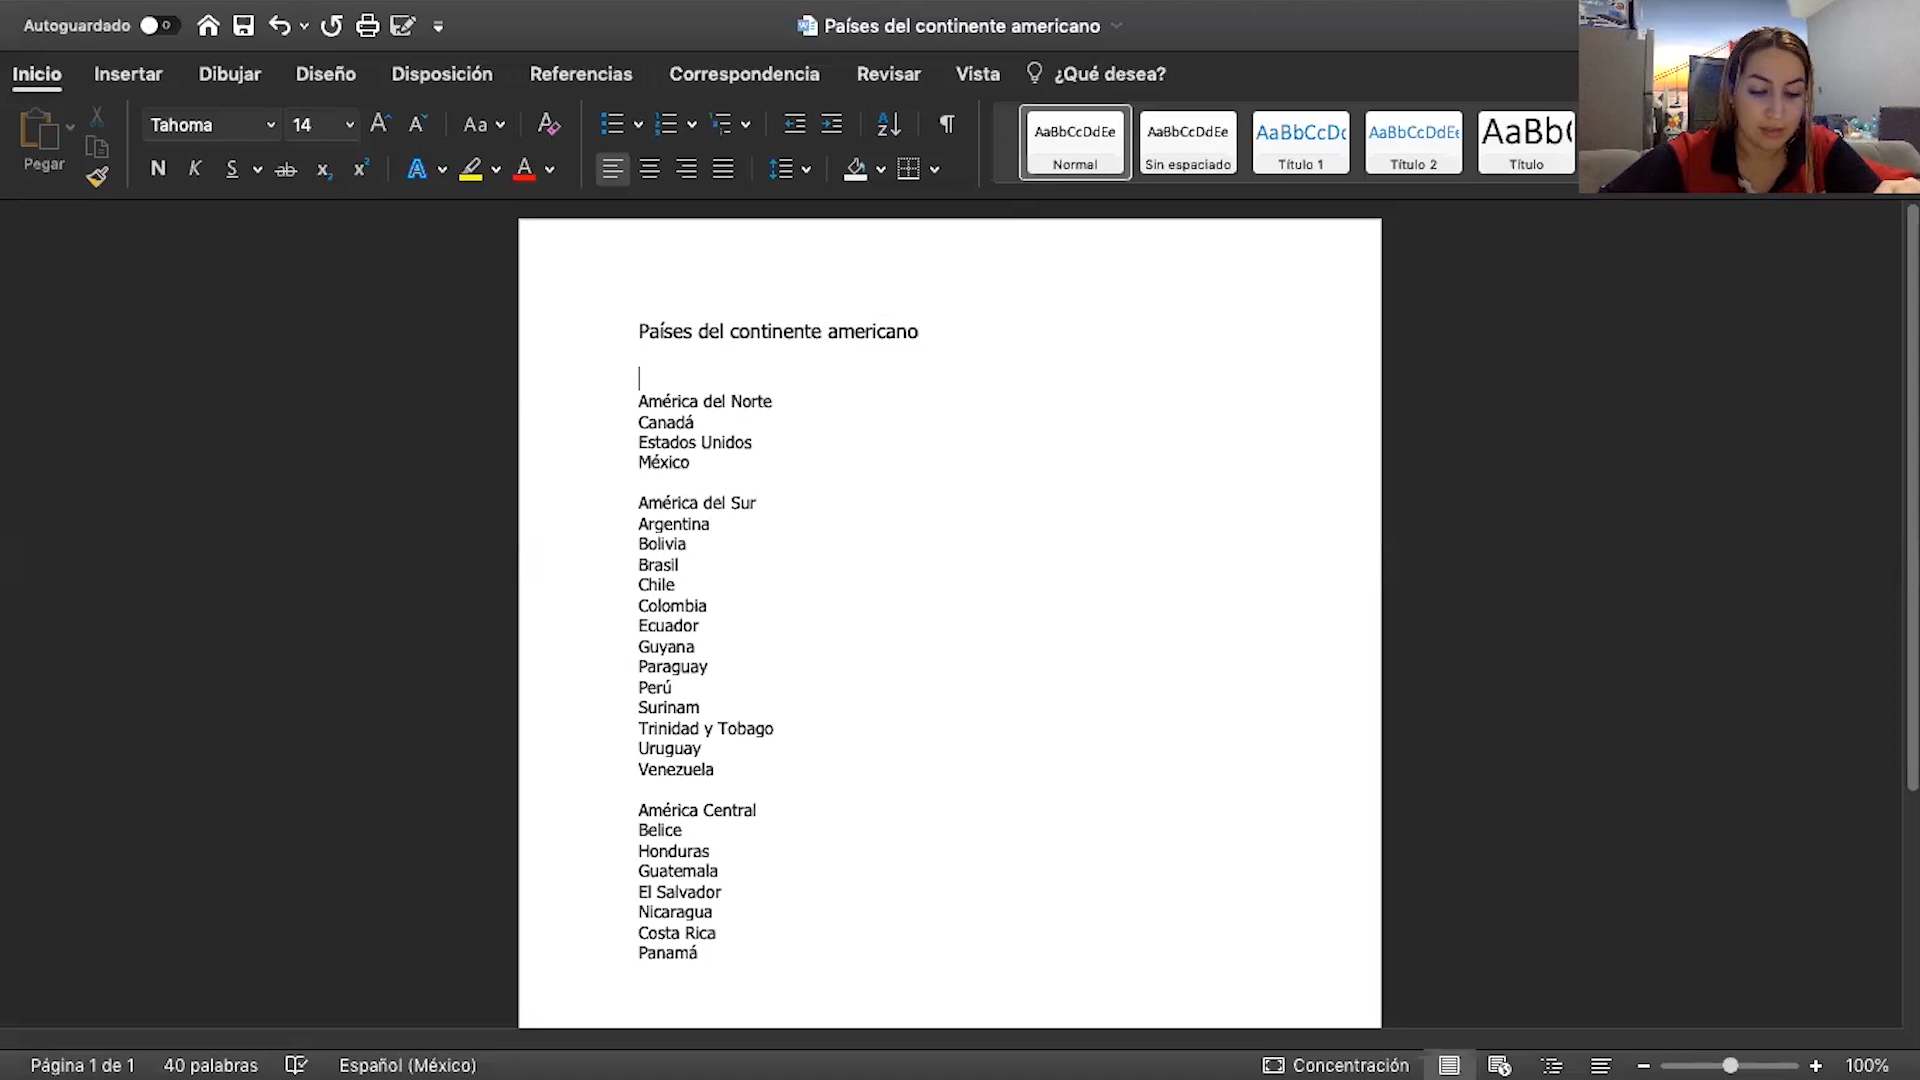 Autoguardado
Países del continente americano
Inicio Insertar Dibujar Diseño Disposición Referencias Correspondencia Revisar Vista ¿Qué desea?
Pegar
Tahoma 14 Aa
N K S ab x₂ x² A A
AaBbCcDdEe AaBbCcDdEe AaBbCcDc AaBbCcDdEe AaBb(
Normal Sin espaciado Título 1 Título 2 Título
Países del continente americano
América del Norte
Canadá
Estados Unidos
México
América del Sur
Argentina
Bolivia
Brasil
Chile
Colombia
Ecuador
Guyana
Paraguay
Perú
Surinam
Trinidad y Tobago
Uruguay
Venezuela
América Central
Belice
Honduras
Guatemala
El Salvador
Nicaragua
Costa Rica
Panamá
Página 1 de 1 40 palabras Español (México) Concentración 100%